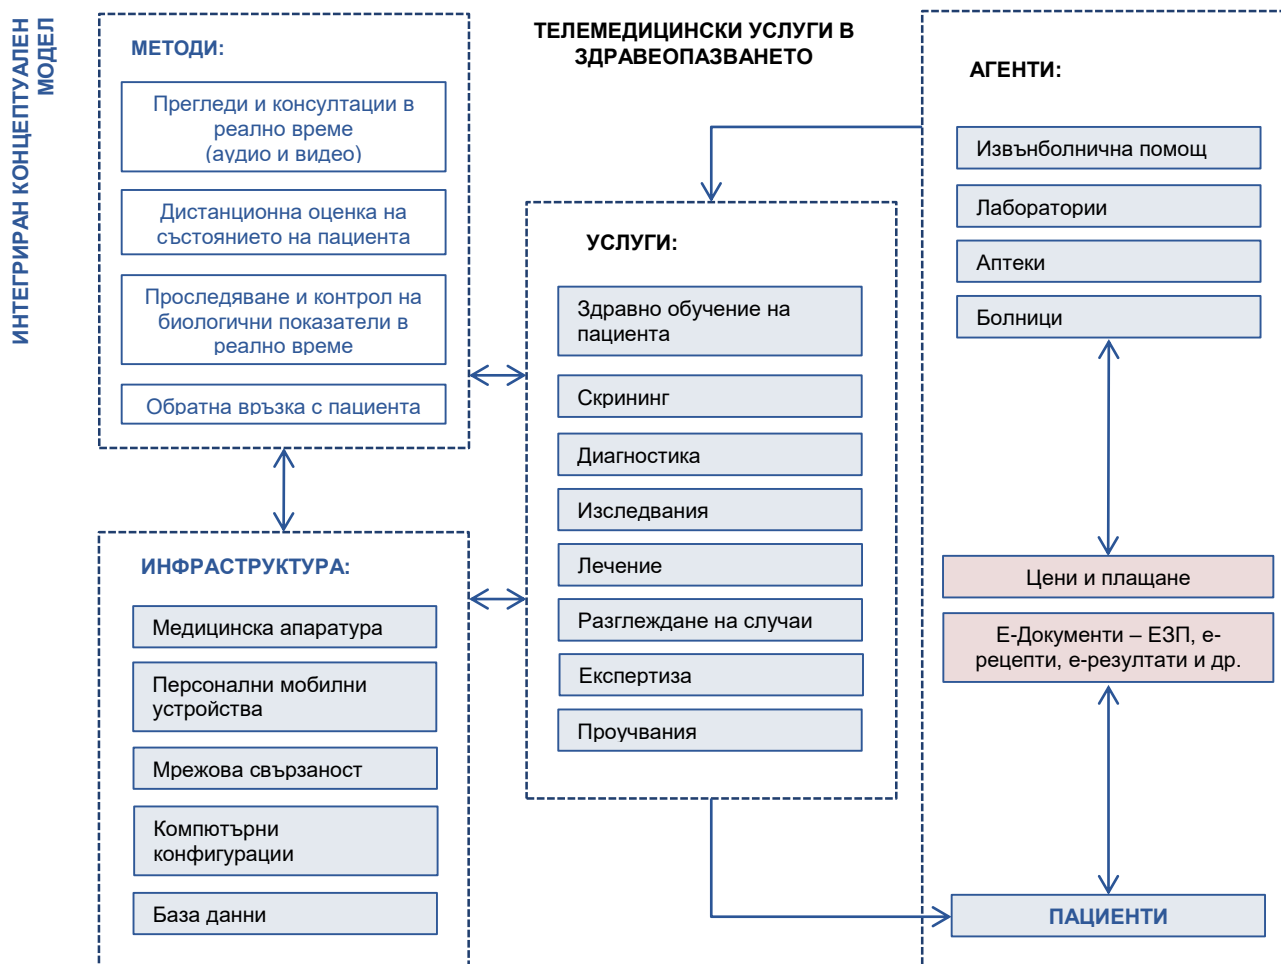 ИНТЕГРИРАН КОНЦЕПТУАЛЕН
МОДЕЛ
ТЕЛЕМЕДИЦИНСКИ УСЛУГИ В
ЗДРАВЕОПАЗВАНЕТО
МЕТОДИ:
Прегледи и консултации в
реално време
(аудио и видео)
Дистанционна оценка на
състоянието на пациента
Проследяване и контрол на
биологични показатели в
реално време
Обратна връзка с пациента
ИНФРАСТРУКТУРА:
Медицинска апаратура
Персонални мобилни
устройства
Мрежова свързаност
Компютърни
конфигурации
База данни
УСЛУГИ:
Здравно обучение на
пациента
Скрининг
Диагностика
Изследвания
Лечение
Разглеждане на случаи
Експертиза
Проучвания
АГЕНТИ:
Извънболнична помощ
Лаборатории
Аптеки
Болници
Цени и плащане
Е-Документи – ЕЗП, е-
рецепти, е-резултати и др.
ПАЦИЕНТИ